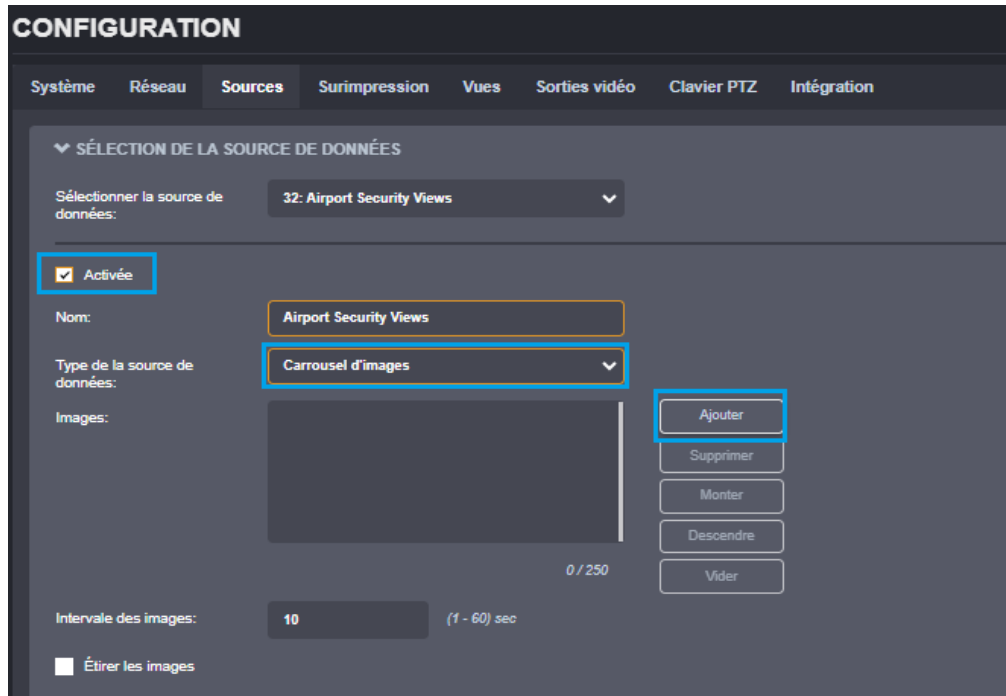 CONFIGURATION
Système Réseau Sources Surimpression Vues Sorties vidéo Clavier PTZ Intégration
SÉLECTION DE LA SOURCE DE DONNÉES
Sélectionner la source de
données:
32: Airport Security Views
Activée
Nom: Airport Security Views
Type de la source de
données:
Carrousel d'images
Images:
Ajouter
Supprimer
Monter
Descendre
0 / 250
Vider
Intervale des images: 10 (1 - 60) sec
Étirer les images